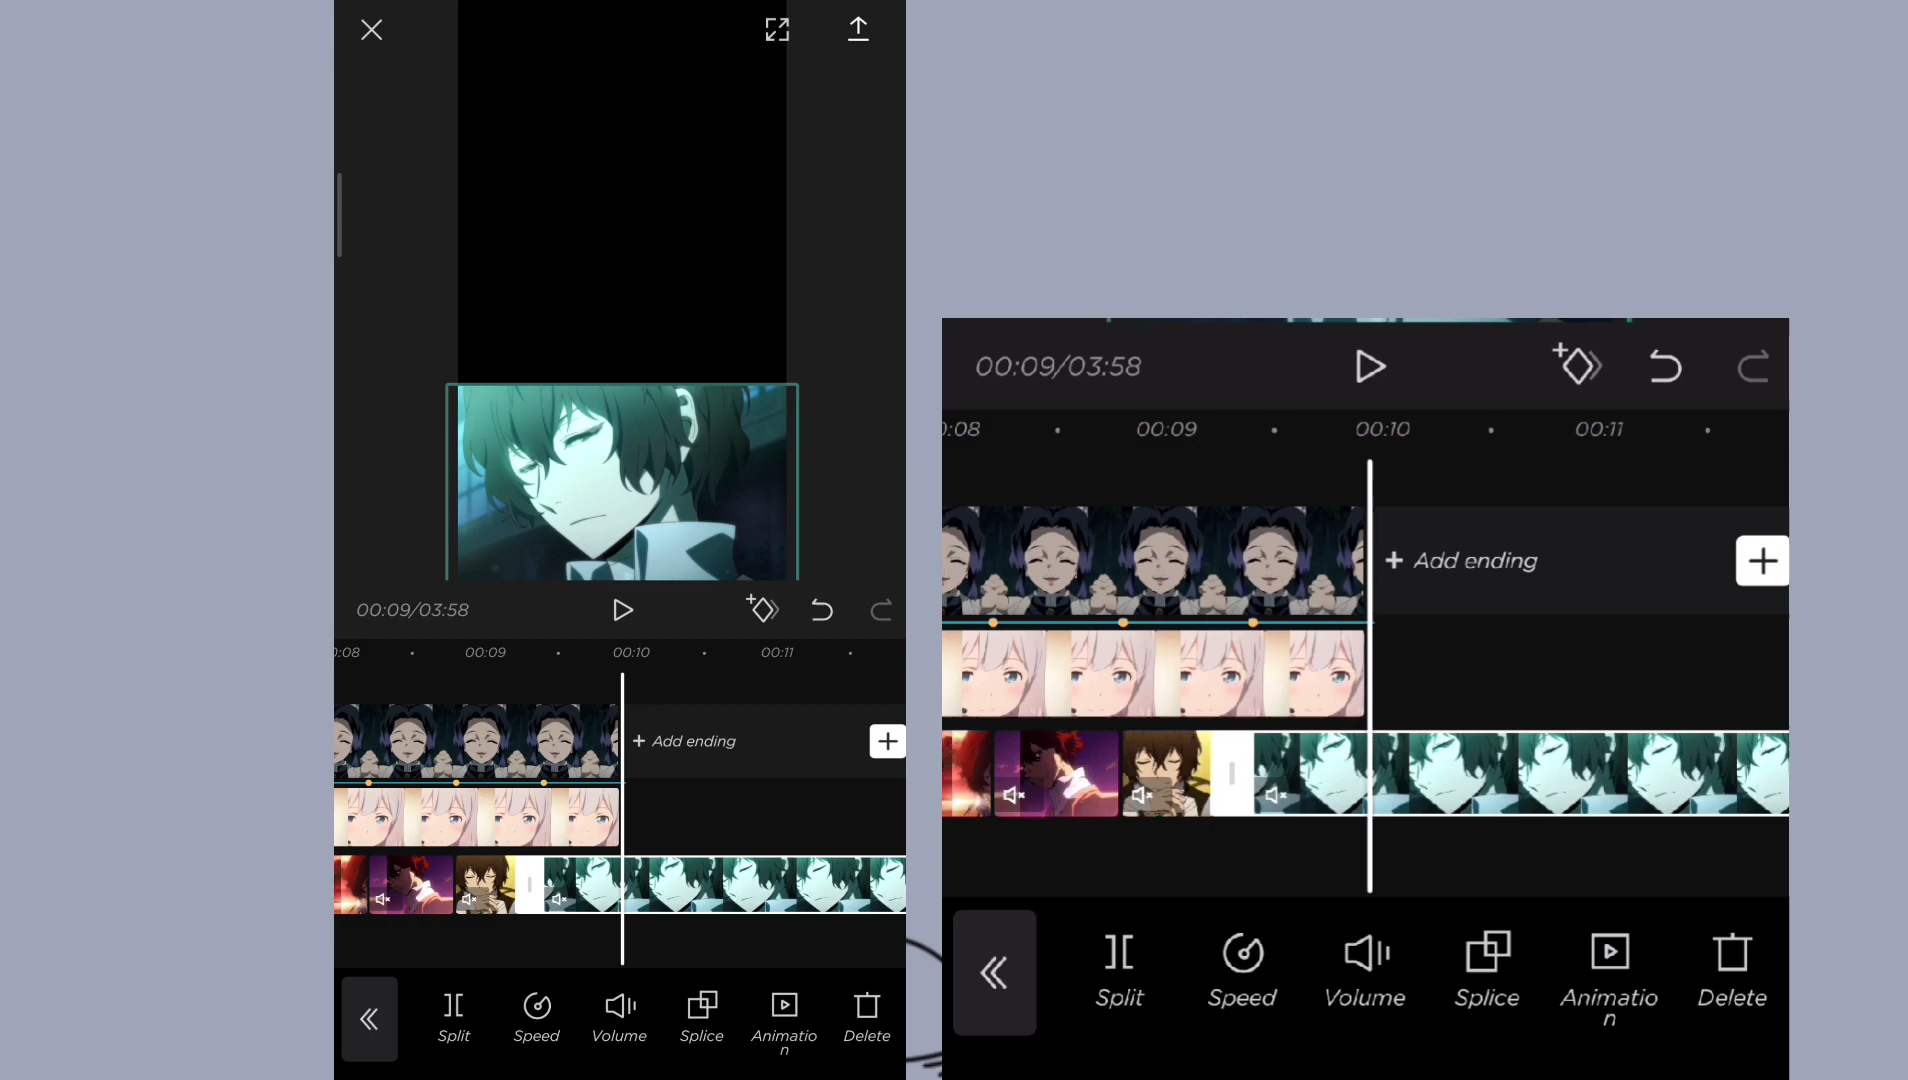 00:09/03:58
0:08 00:09 00:10 00:11
+ Add ending
Split Speed Volume Splice Animatio Delete
n
00:09/03:58
0:08 00:09 00:10 00:11
+ Add ending
Split Speed Volume Splice Animatio Delete
n